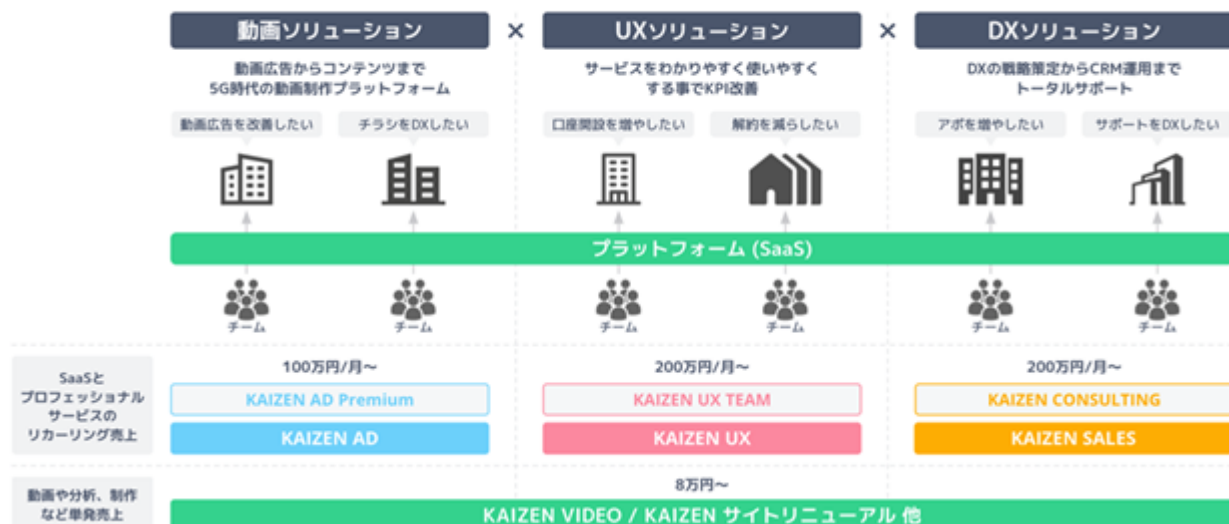 動画ソリューション
×
UXソリューション
×
DXソリューション
動画広告からコンテンツまで
5G時代の動画制作プラットフォーム
サービスをわかりやすく使いやすく
する事でKPI改善
DXの戦略策定からCRM運用まで
トータルサポート
動画広告を改善したい
チラシをDXしたい
口座開設を増やしたい
解約を減らしたい
アポを増やしたい
サポートをDXしたい
プラットフォーム (SaaS)
チーム
チーム
チーム
チーム
チーム
チーム
SaaSと
プロフェッショナル
サービスの
リカーリング売上
100万円/月〜
200万円/月〜
200万円/月〜
KAIZEN AD Premium
KAIZEN UX TEAM
KAIZEN CONSULTING
KAIZEN AD
KAIZEN UX
KAIZEN SALES
動画や分析、制作
など単発売上
8万円〜
KAIZEN VIDEO / KAIZEN サイトリニューアル 他